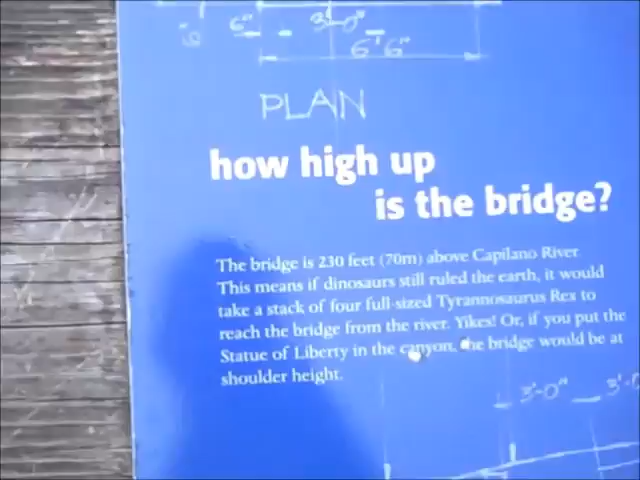 6" 3'-0"
6'6"
PLAN
how high up
is the bridge?
The bridge is 230 feet (70m) above Capilano River
This means if dinosaurs still ruled the earth, it would
take a stack of four full-sized Tyrannosaurus Rex to
reach the bridge from the river. Yikes! Or, if you put the
Statue of Liberty in the canyon, the bridge would be at
shoulder height.
3'-0"